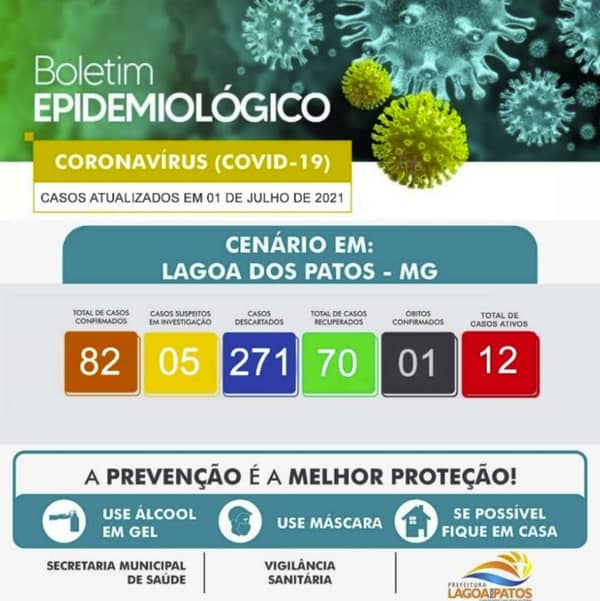 Boletim
EPIDEMIOLÓGICO
CORONAVÍRUS (COVID-19)
CASOS ATUALIZADOS EM 01 DE JULHO DE 2021
CENÁRIO EM:
LAGOA DOS PATOS - MG
TOTAL DE CASOS
CONFIRMADOS
82
CASOS SUSPEITOS
EM INVESTIGAÇÃO
05
CASOS
DESCARTADOS
271
TOTAL DE CASOS
RECUPERADOS
70
ÓBITOS
CONFIRMADOS
01
TOTAL DE
CASOS ATIVOS
12
A PREVENÇÃO É A MELHOR PROTEÇÃO!
USE ÁLCOOL
EM GEL
USE MÁSCARA
SE POSSÍVEL
FIQUE EM CASA
SECRETARIA MUNICIPAL
DE SAÚDE
VIGILÂNCIA
SANITÁRIA
PREFEITURA
LAGOA DOS PATOS